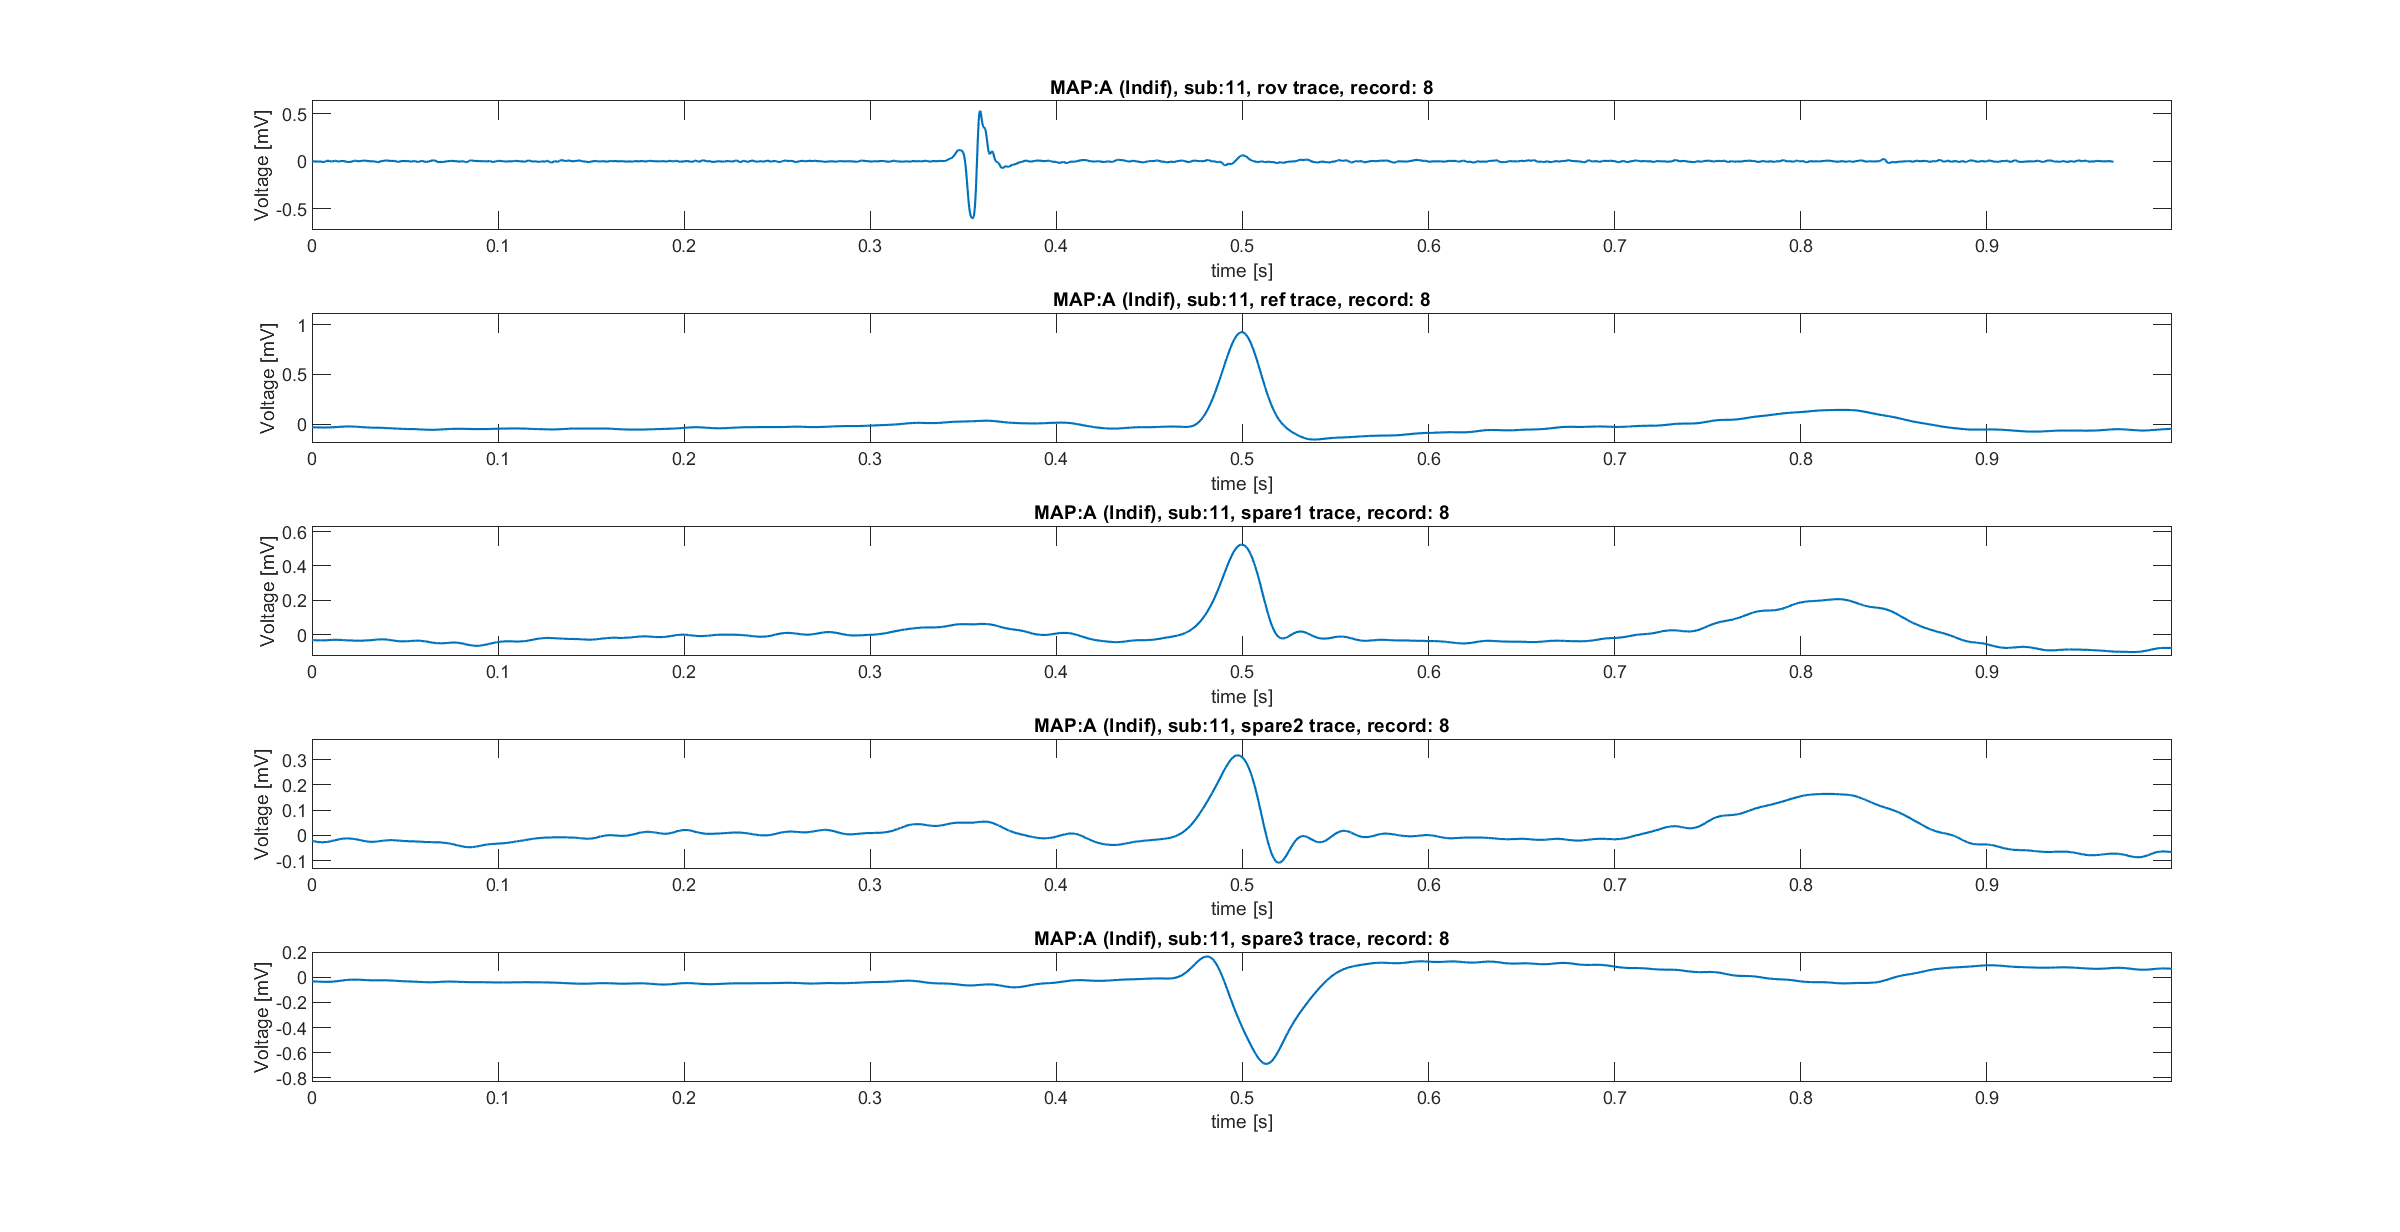 MAP:A (Indif), sub:11, rov trace, record: 8
Voltage [mV]
0.5
0
-0.5
0 0.1 0.2 0.3 0.4 0.5 0.6 0.7 0.8 0.9
time [s]
MAP:A (Indif), sub:11, ref trace, record: 8
Voltage [mV]
1
0.5
0
0 0.1 0.2 0.3 0.4 0.5 0.6 0.7 0.8 0.9
time [s]
MAP:A (Indif), sub:11, spare1 trace, record: 8
Voltage [mV]
0.6
0.4
0.2
0
0 0.1 0.2 0.3 0.4 0.5 0.6 0.7 0.8 0.9
time [s]
MAP:A (Indif), sub:11, spare2 trace, record: 8
Voltage [mV]
0.3
0.2
0.1
0
-0.1
0 0.1 0.2 0.3 0.4 0.5 0.6 0.7 0.8 0.9
time [s]
MAP:A (Indif), sub:11, spare3 trace, record: 8
Voltage [mV]
0.2
0
-0.2
-0.4
-0.6
-0.8
0 0.1 0.2 0.3 0.4 0.5 0.6 0.7 0.8 0.9
time [s]